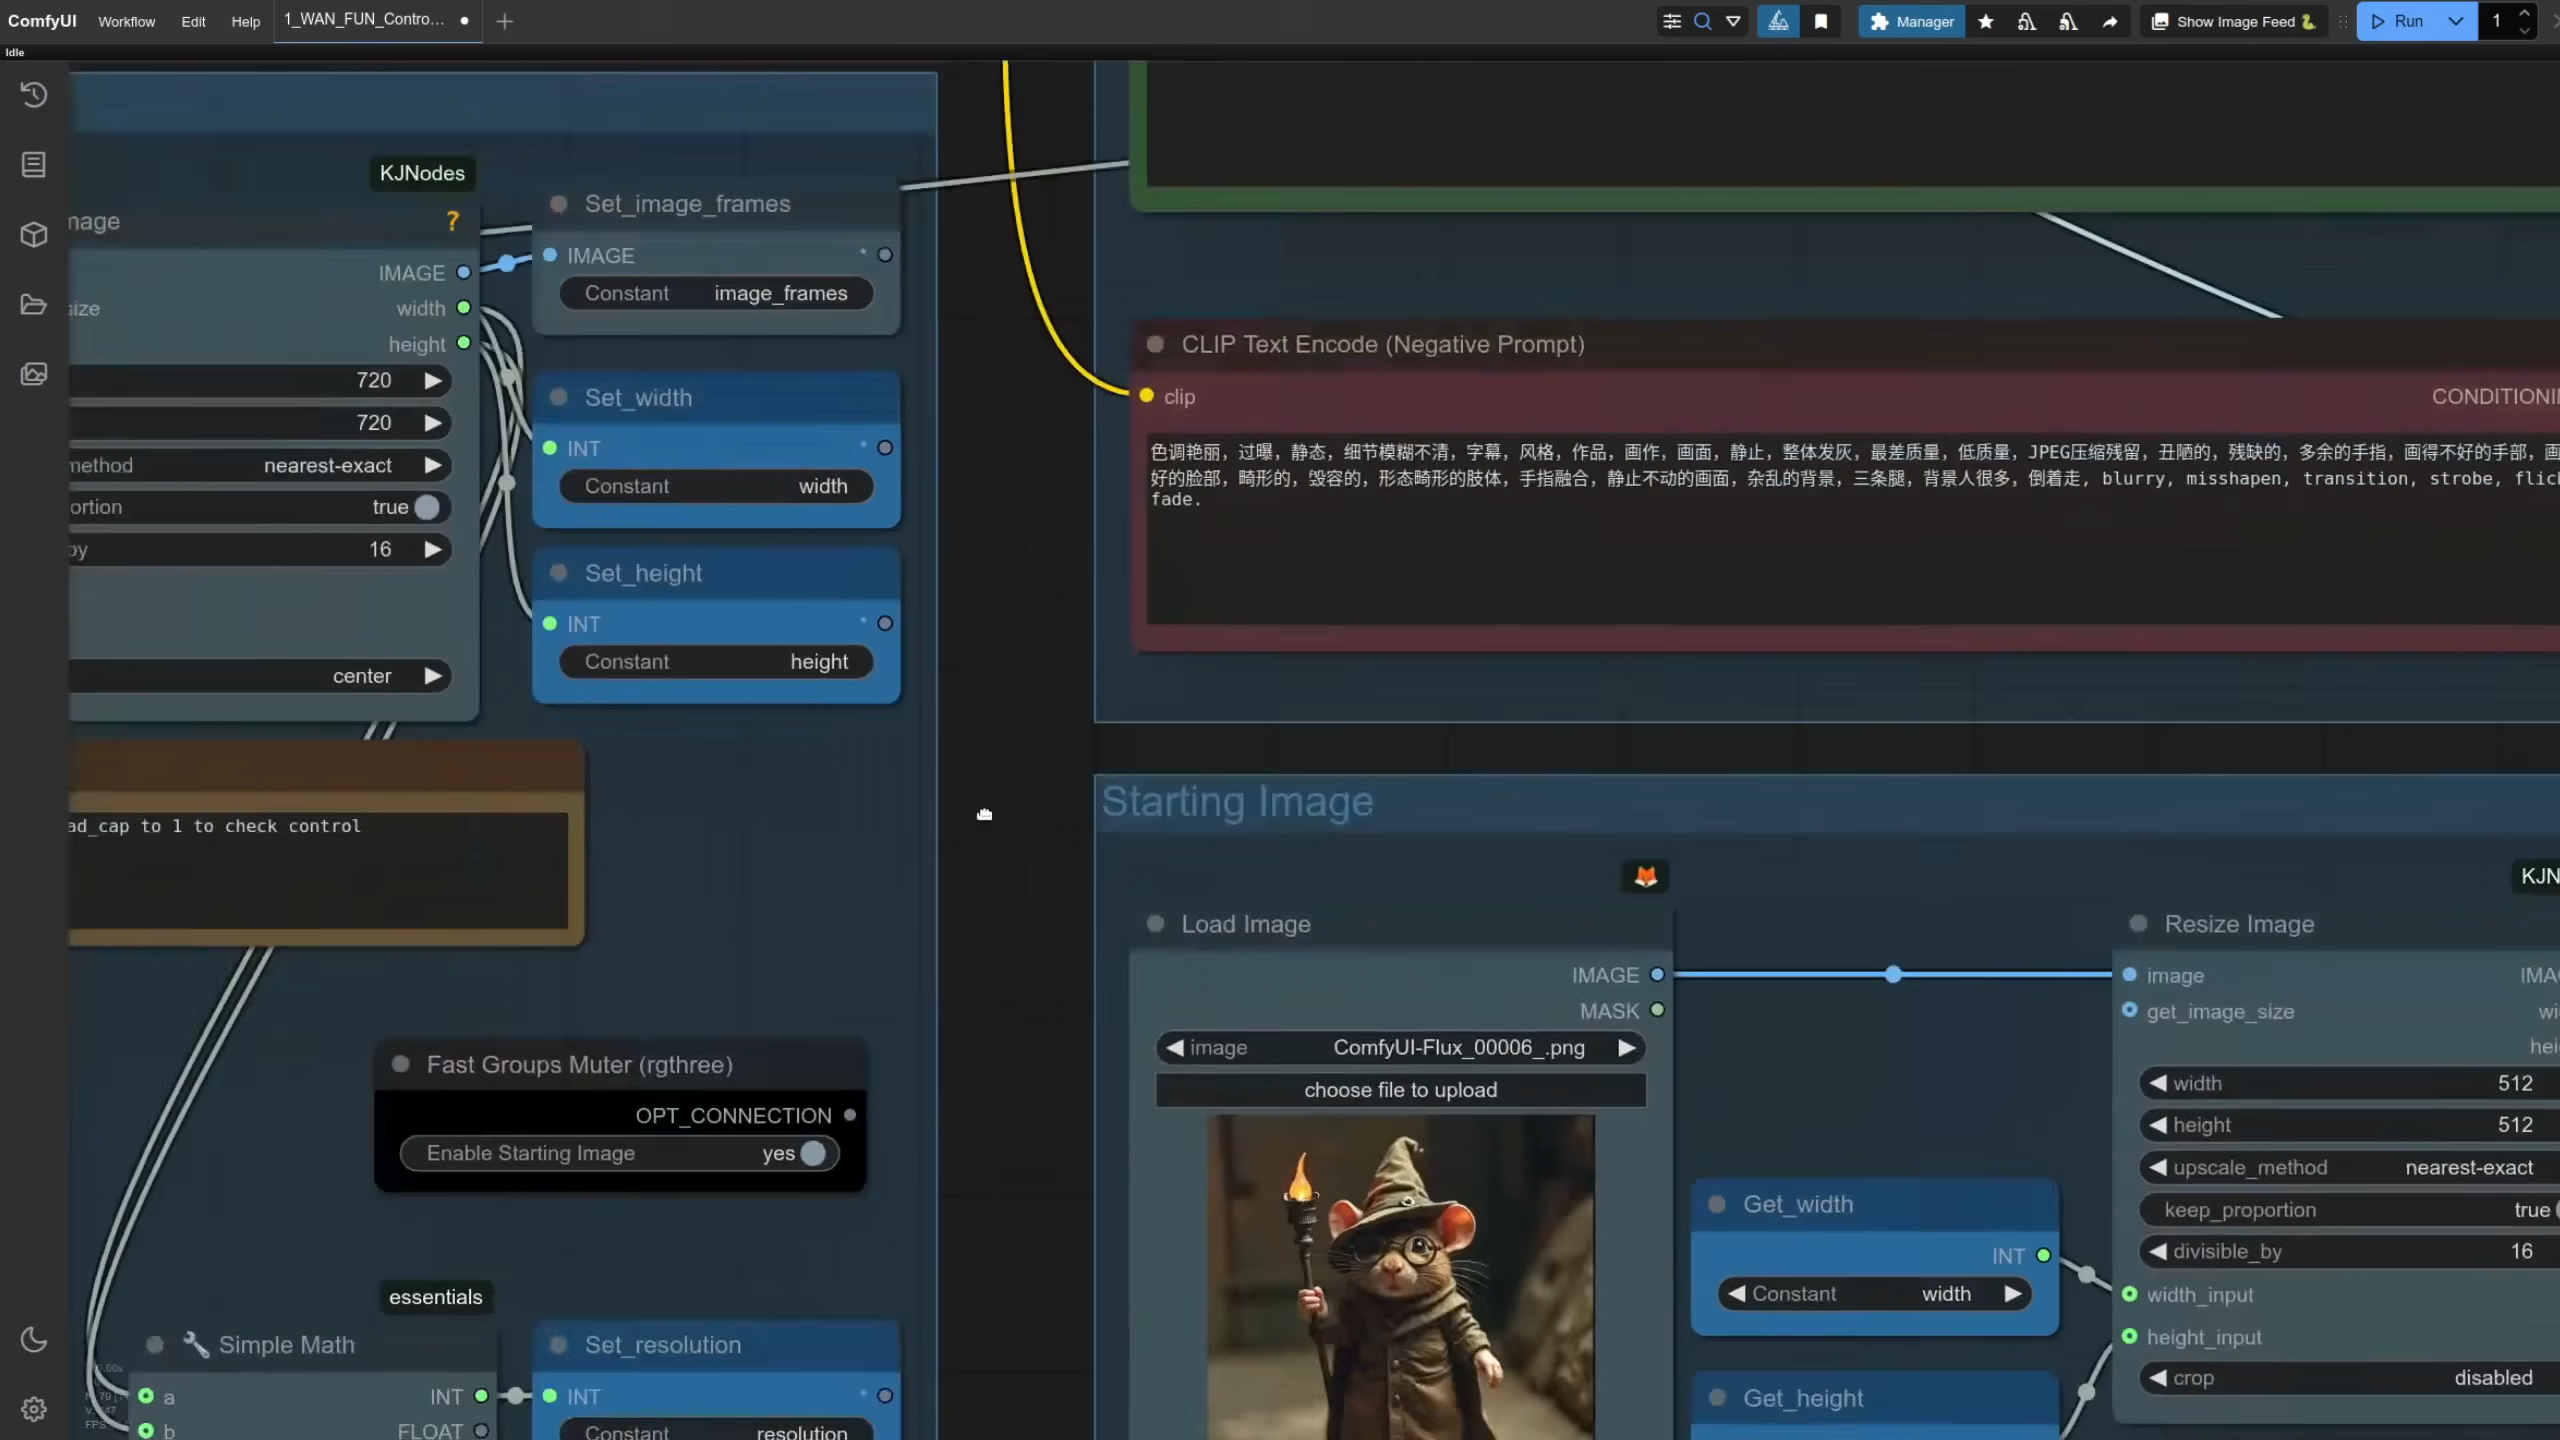 ComfyUI Workflow Edit Help 1_WAN_FUN_Contro... Manager Show Image Feed Run 1
Idle
KJNodes
mage ?
IMAGE
width
size
height
720
720
method nearest-exact
ortion true
by 16
center
Set_image_frames
IMAGE *
Constant image_frames
Set_width
INT *
Constant width
Set_height
INT *
Constant height
ad_cap to 1 to check control
Fast Groups Muter (rgthree)
OPT_CONNECTION
Enable Starting Image yes
essentials
Simple Math
a INT
b FLOAT
Set_resolution
INT *
Constant resolution
CLIP Text Encode (Negative Prompt)
clip CONDITIONI
色调艳丽，过曝，静态，细节模糊不清，字幕，风格，作品，画作，画面，静止，整体发灰，最差质量，低质量，JPEG压缩残留，丑陋的，残缺的，多余的手指，画得不好的手部，画
好的脸部，畸形的，毁容的，形态畸形的肢体，手指融合，静止不动的画面，杂乱的背景，三条腿，背景人很多，倒着走, blurry, misshapen, transition, strobe, flic
fade.
Starting Image
Load Image
IMAGE
MASK
image ComfyUI-Flux_00006_.png
choose file to upload
Get_width
INT
Constant width
Get_height
KJN
Resize Image
image IMA
get_image_size wi
hei
width 512
height 512
upscale_method nearest-exact
keep_proportion true
divisible_by 16
width_input
height_input
crop disabled